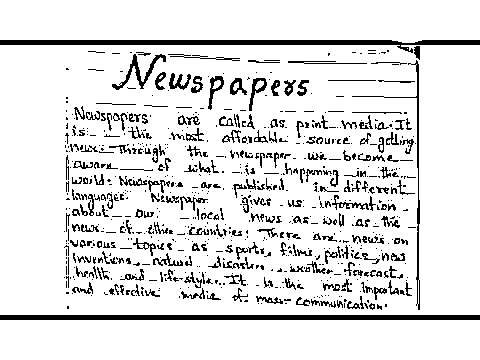 Newspapers
Newspapers are called as print media. It
is the most affordable source of getting
news. Through the newspaper we become
aware of what is happening in the
world. Newspapers are published in different
languages. Newspaper gives us information
about our local news as well as the
news of other countries. There are news on
various topics as sports, films, politics, new
inventions, natural disasters, weather forecast,
health and life-style. It is the most important
and effective media of mass-communication.